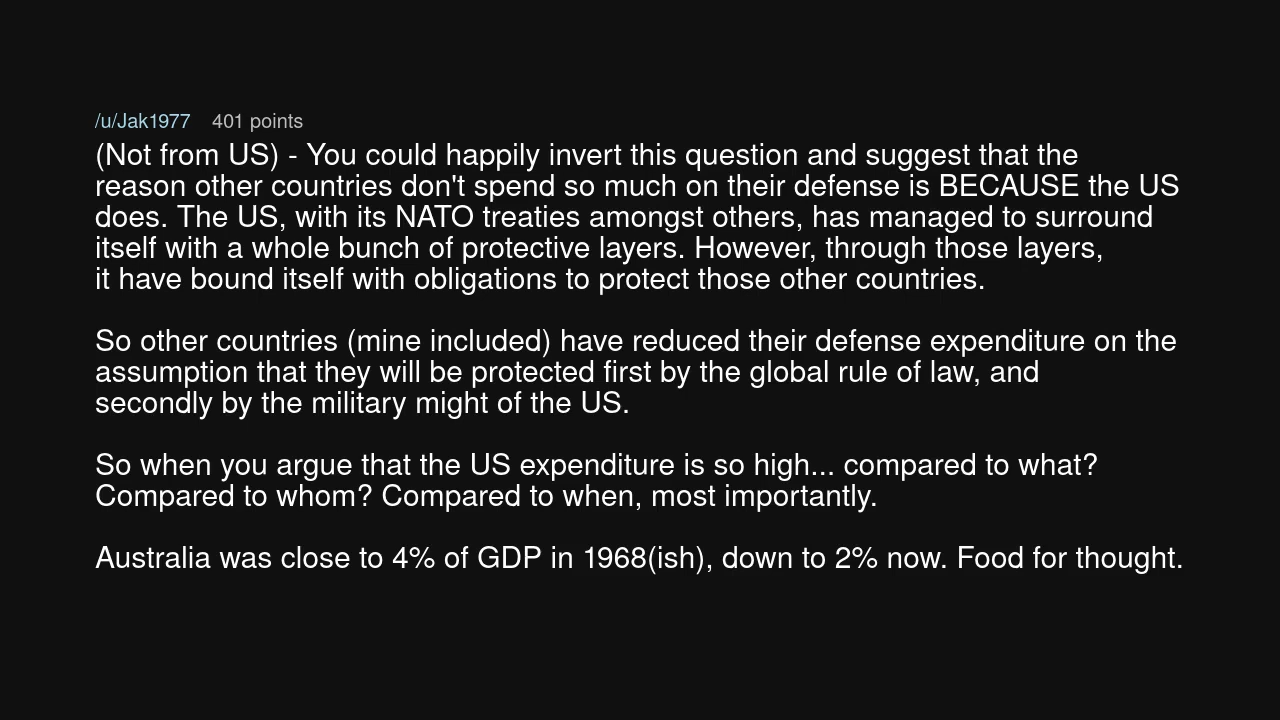 /u/Jak1977 401 points
(Not from US) - You could happily invert this question and suggest that the
reason other countries don't spend so much on their defense is BECAUSE the US
does. The US, with its NATO treaties amongst others, has managed to surround
itself with a whole bunch of protective layers. However, through those layers,
it have bound itself with obligations to protect those other countries.
So other countries (mine included) have reduced their defense expenditure on the
assumption that they will be protected first by the global rule of law, and
secondly by the military might of the US.
So when you argue that the US expenditure is so high... compared to what?
Compared to whom? Compared to when, most importantly.
Australia was close to 4% of GDP in 1968(ish), down to 2% now. Food for thought.